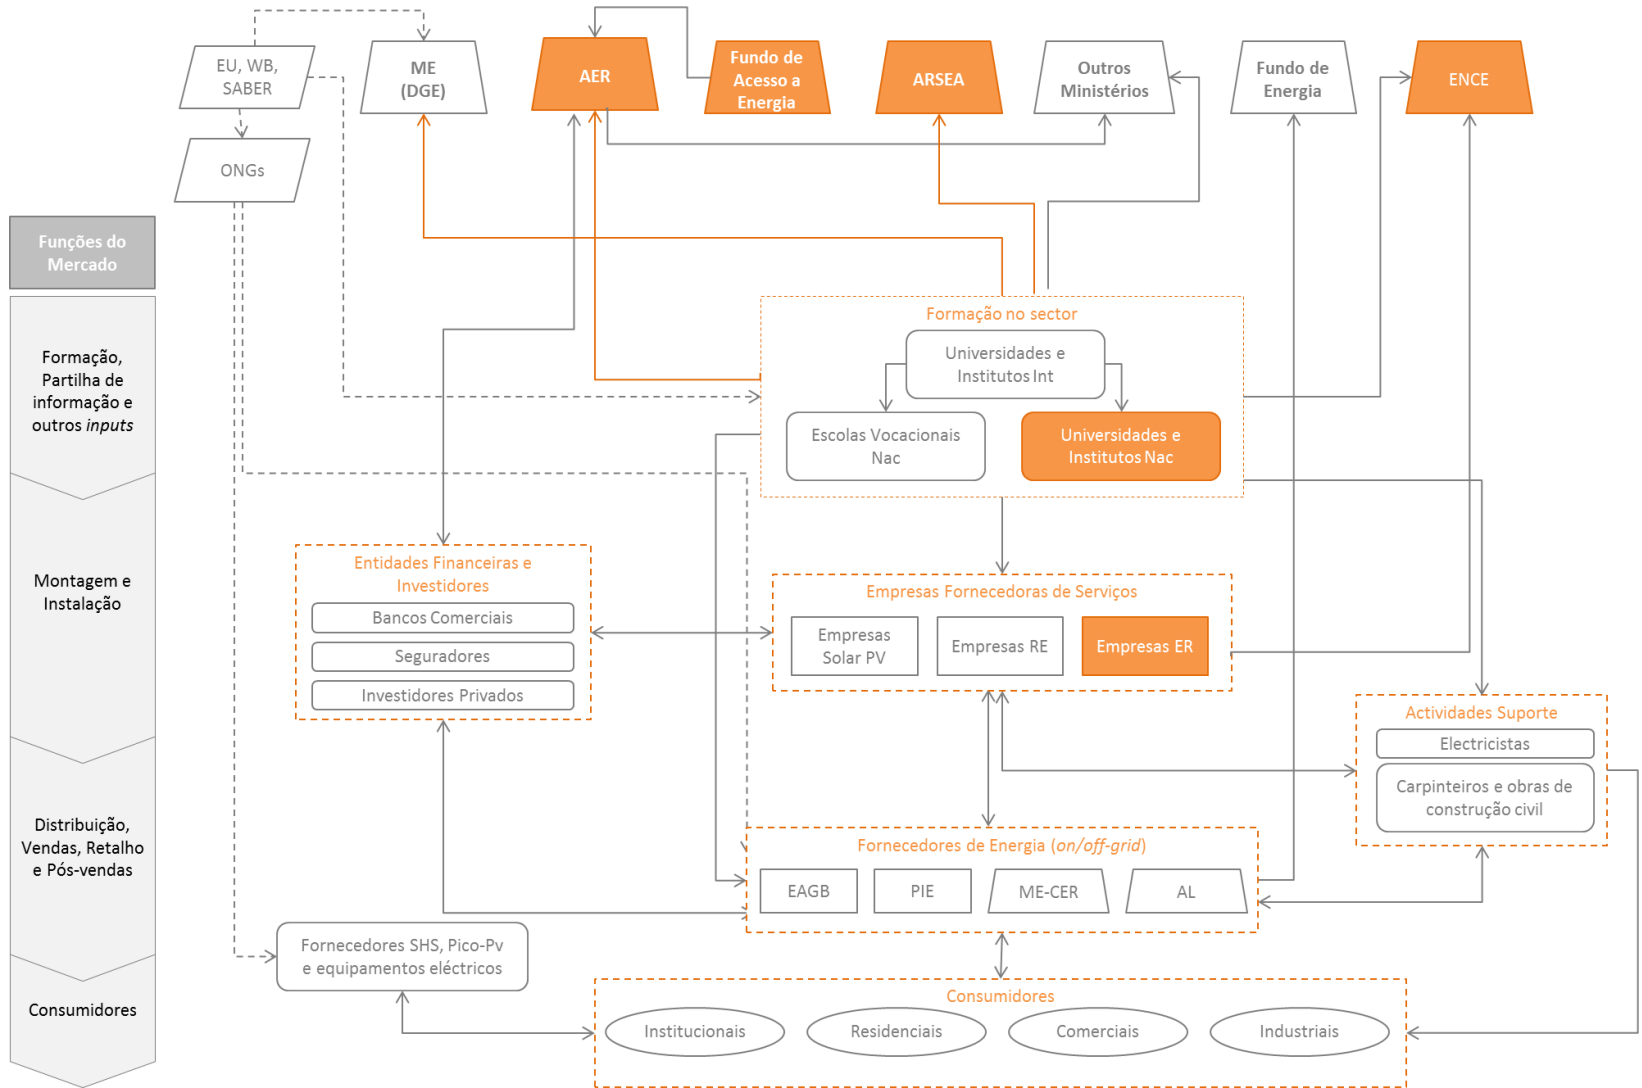 EU, WB,
SABER
ME
(DGE)
AER
Fundo de
Acesso a
Energia
ARSEA
Outros
Ministérios
Fundo de
Energia
ENCE
ONGs
Funções do
Mercado
Formação,
Partilha de
informação e
outros inputs
Montagem e
Instalação
Distribuição,
Vendas, Retalho
e Pós-vendas
Consumidores
Formação no sector
Universidades e
Institutos Int
Escolas Vocacionais
Nac
Universidades e
Institutos Nac
Entidades Financeiras e
Investidores
Bancos Comerciais
Seguradores
Investidores Privados
Empresas Fornecedoras de Serviços
Empresas
Solar PV
Empresas RE
Empresas ER
Actividades Suporte
Electricistas
Carpinteiros e obras de
construção civil
Fornecedores de Energia (on/off-grid)
EAGB
PIE
ME-CER
AL
Fornecedores SHS, Pico-Pv
e equipamentos eléctricos
Consumidores
Institucionais
Residenciais
Comerciais
Industriais